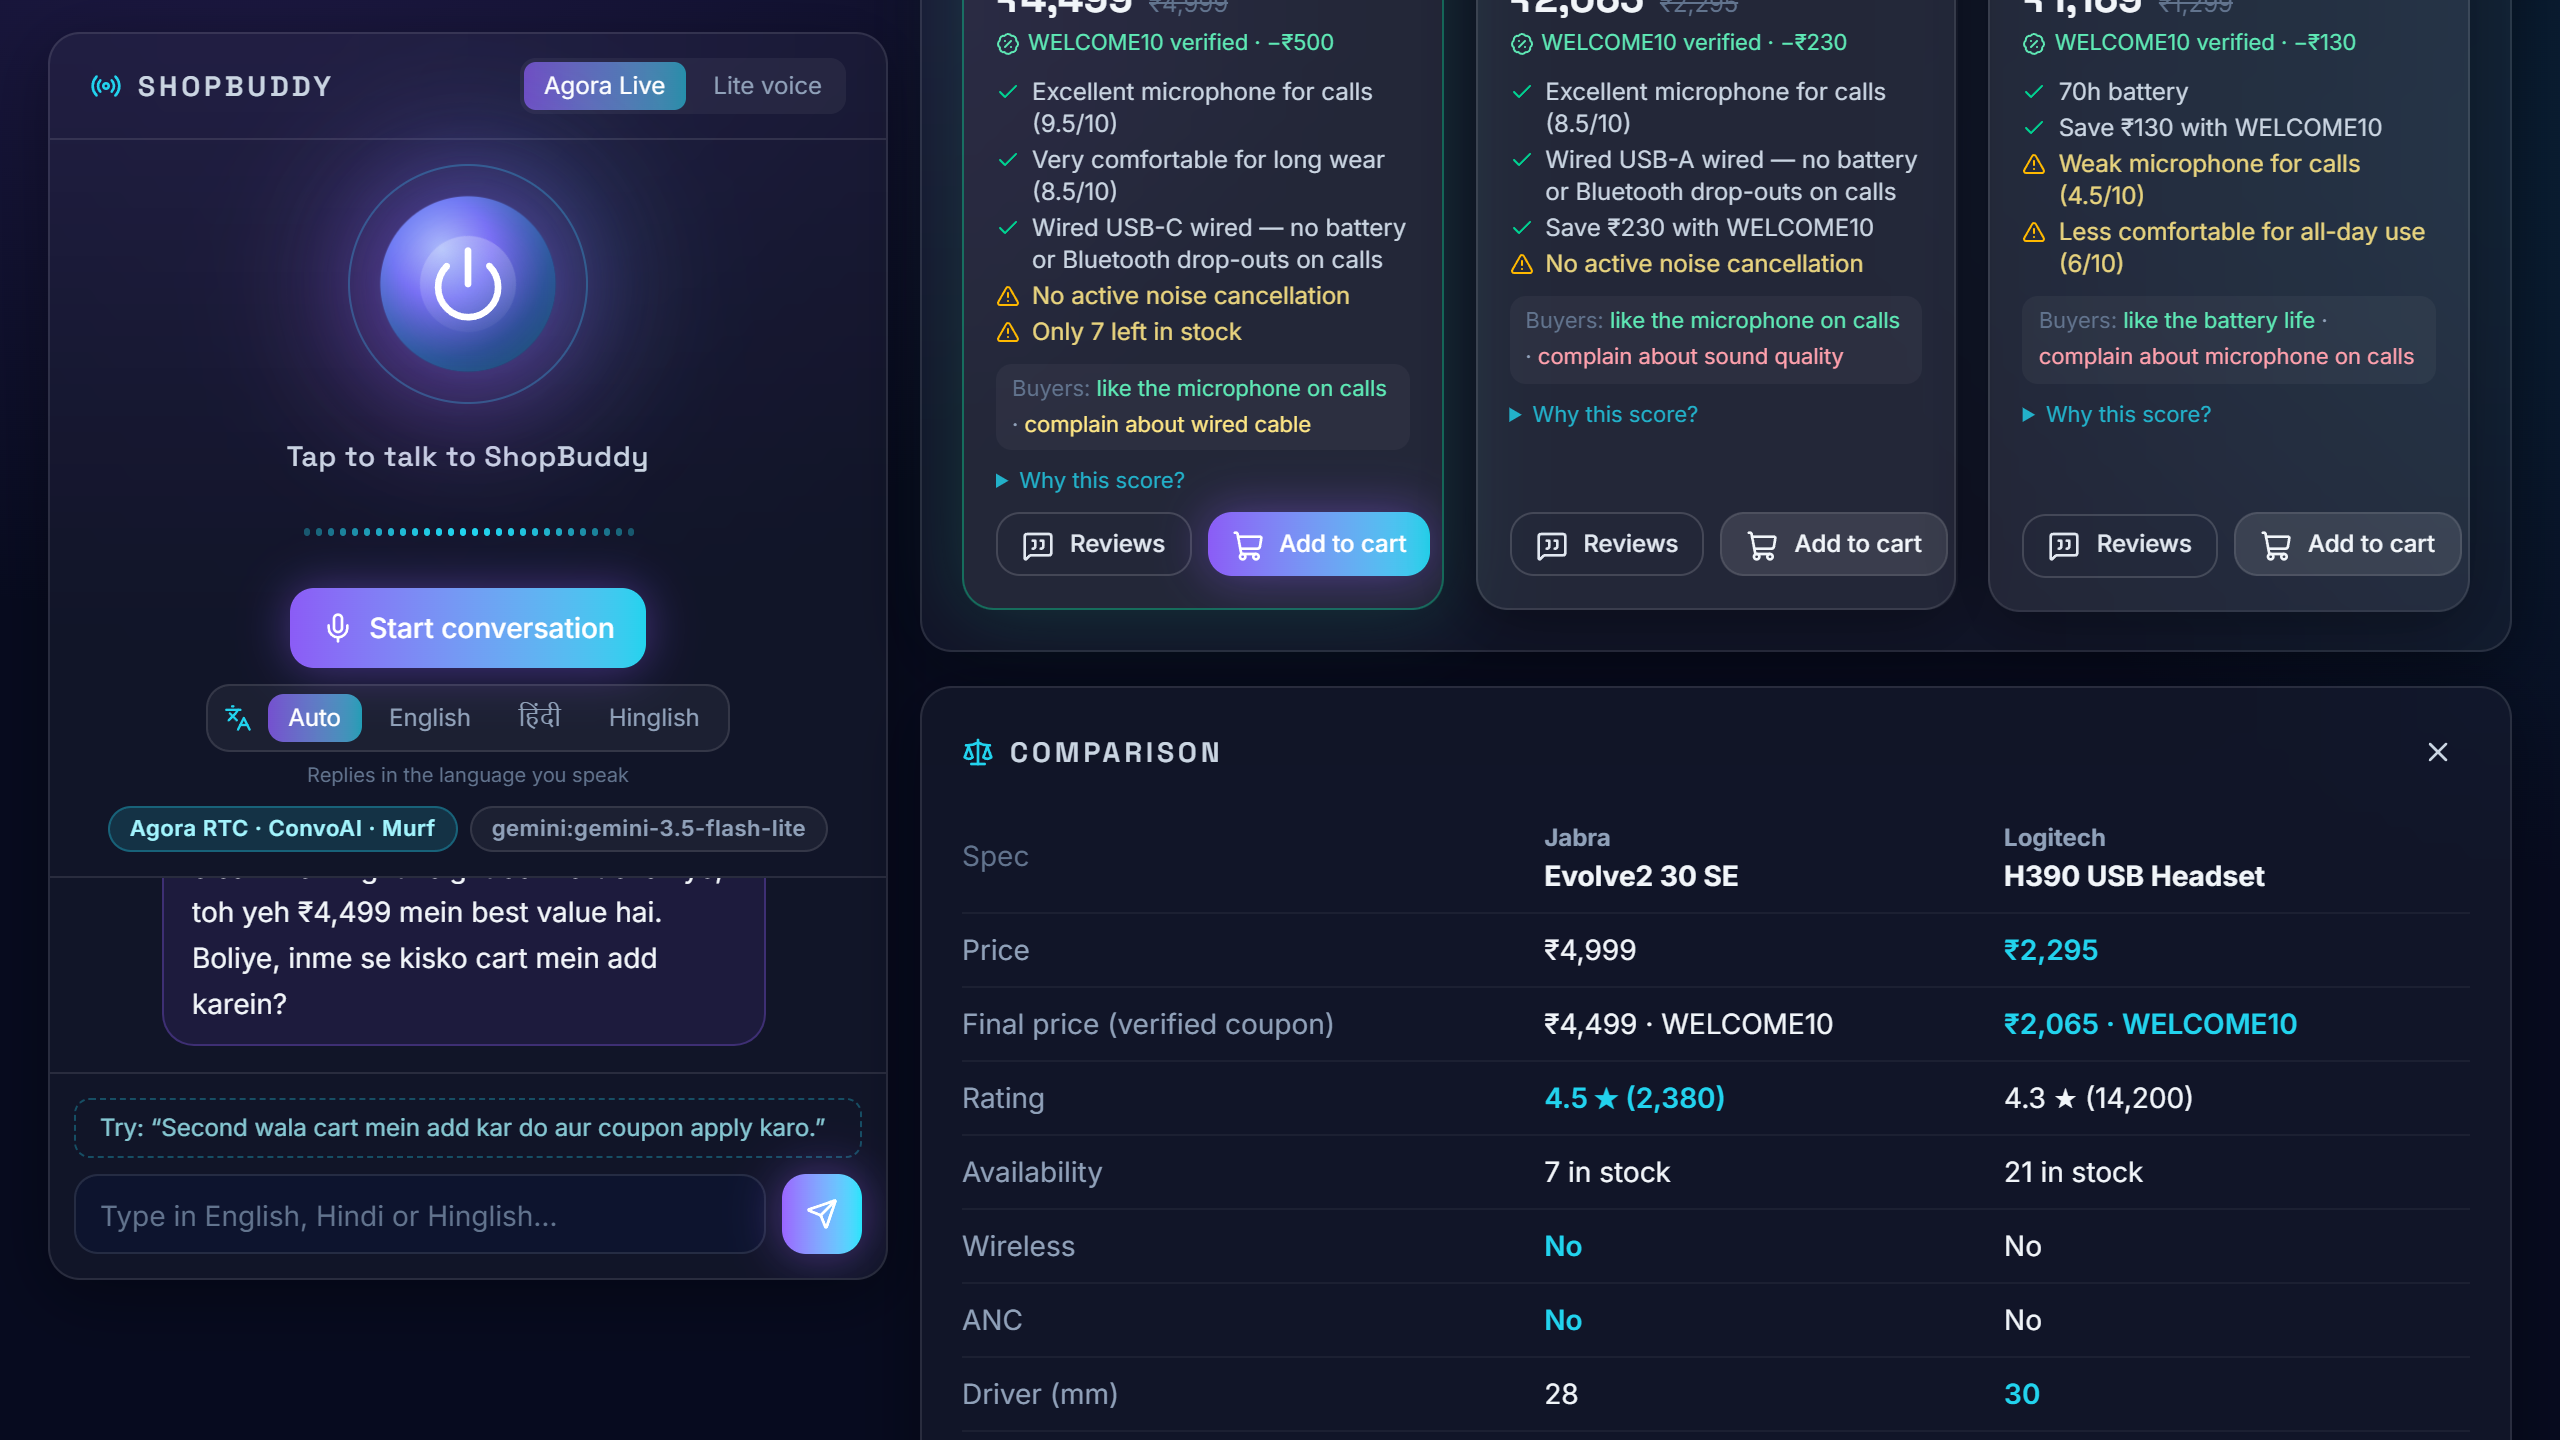 SHOPBUDDY
Agora Live
Lite voice
Tap to talk to ShopBuddy
Start conversation
Auto
English
हिंदी
Hinglish
Replies in the language you speak
Agora RTC · ConvoAI · Murf
gemini:gemini-3.5-flash-lite
toh yeh ₹4,499 mein best value hai.
Boliye, inme se kisko cart mein add
karein?
Try: “Second wala cart mein add kar do aur coupon apply karo.”
Type in English, Hindi or Hinglish...
₹4,499 ₹4,999
WELCOME10 verified · −₹500
Excellent microphone for calls
(9.5/10)
Very comfortable for long wear
(8.5/10)
Wired USB-C wired — no battery
or Bluetooth drop-outs on calls
No active noise cancellation
Only 7 left in stock
Buyers: like the microphone on calls
· complain about wired cable
Why this score?
Reviews
Add to cart
₹2,065 ₹2,295
WELCOME10 verified · −₹230
Excellent microphone for calls
(8.5/10)
Wired USB-A wired — no battery
or Bluetooth drop-outs on calls
Save ₹230 with WELCOME10
No active noise cancellation
Buyers: like the microphone on calls
· complain about sound quality
Why this score?
Reviews
Add to cart
₹1,169 ₹1,299
WELCOME10 verified · −₹130
70h battery
Save ₹130 with WELCOME10
Weak microphone for calls
(4.5/10)
Less comfortable for all-day use
(6/10)
Buyers: like the battery life ·
complain about microphone on calls
Why this score?
Reviews
Add to cart
COMPARISON
Spec
Jabra
Evolve2 30 SE
Logitech
H390 USB Headset
Price ₹4,999 ₹2,295
Final price (verified coupon) ₹4,499 · WELCOME10 ₹2,065 · WELCOME10
Rating 4.5 ★ (2,380) 4.3 ★ (14,200)
Availability 7 in stock 21 in stock
Wireless No No
ANC No No
Driver (mm) 28 30